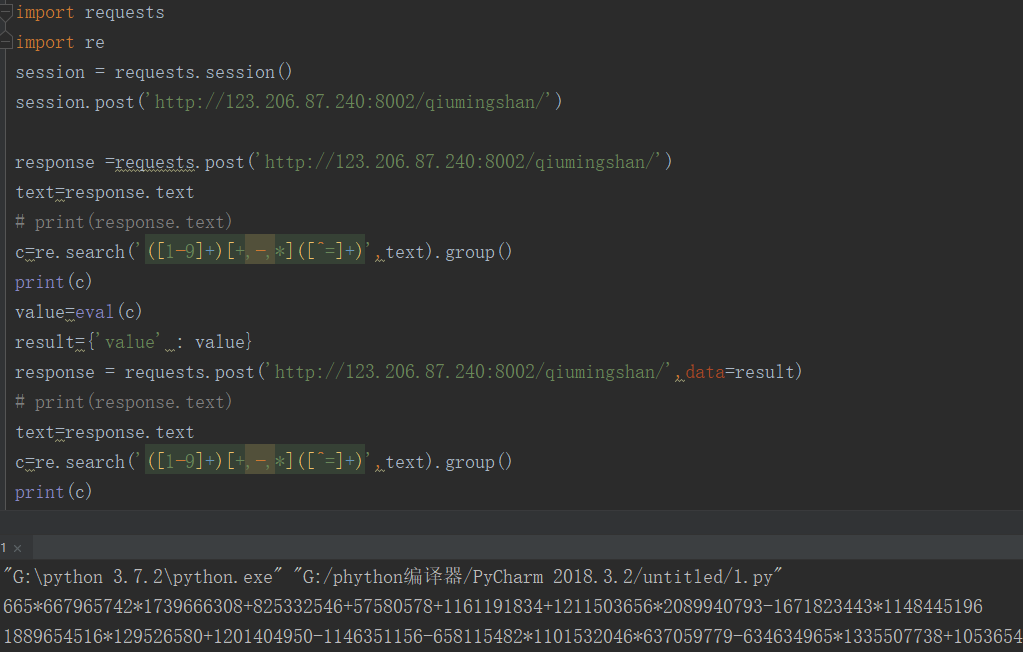 import requests
import re
session = requests.session()
session.post('http://123.206.87.240:8002/qiumingshan/')
response =requests.post('http://123.206.87.240:8002/qiumingshan/')
text=response.text
# print(response.text)
c=re.search('([1-9]+)[+,-,*]([^=]+)',text).group()
print(c)
value=eval(c)
result={'value' : value}
response = requests.post('http://123.206.87.240:8002/qiumingshan/',data=result)
# print(response.text)
text=response.text
c=re.search('([1-9]+)[+,-,*]([^=]+)',text).group()
print(c)
1 ×
"G:\python 3.7.2\python.exe" "G:/phython编译器/PyCharm 2018.3.2/untitled/1.py"
665*667965742*1739666308+825332546+57580578+1161191834+1211503656*2089940793-1671823443*1148445196
1889654516*129526580+1201404950-1146351156-658115482*1101532046*637059779-634634965*1335507738+1053654